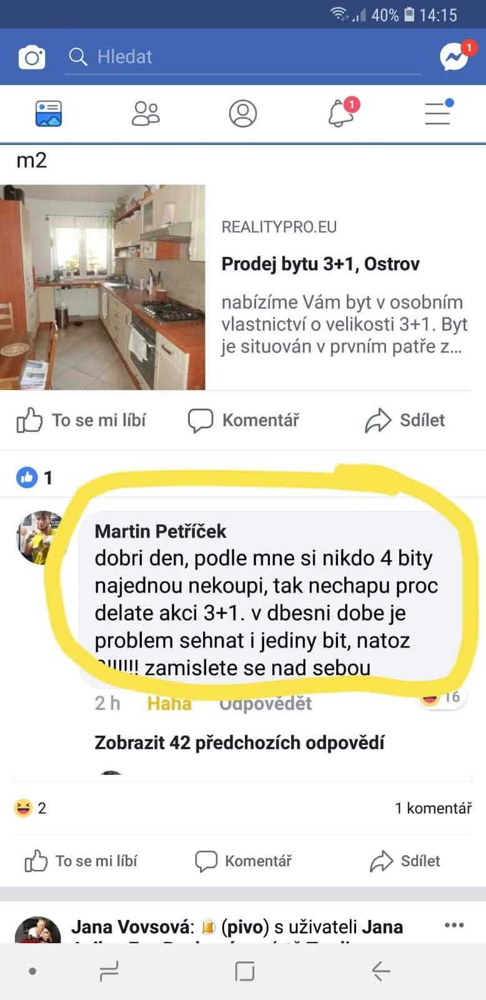 40% 14:15
Hledat
1
1
m2
REALITYPRO.EU
Prodej bytu 3+1, Ostrov
nabízíme Vám byt v osobním
vlastnictví o velikosti 3+1. Byt
je situován v prvním patře z...
To se mi líbí Komentář Sdílet
1
Martin Petříček
dobri den, podle mne si nikdo 4 bity
najednou nekoupi, tak nechapu proc
delate akci 3+1. v dbesni dobe je
problem sehnat i jediny bit, natoz
!!!!!! zamislete se nad sebou
2 h Haha Odpovědět 16
Zobrazit 42 předchozích odpovědí
2 1 komentář
To se mi líbí Komentář Sdílet
Jana Vovsová: 🍺 (pivo) s uživateli Jana